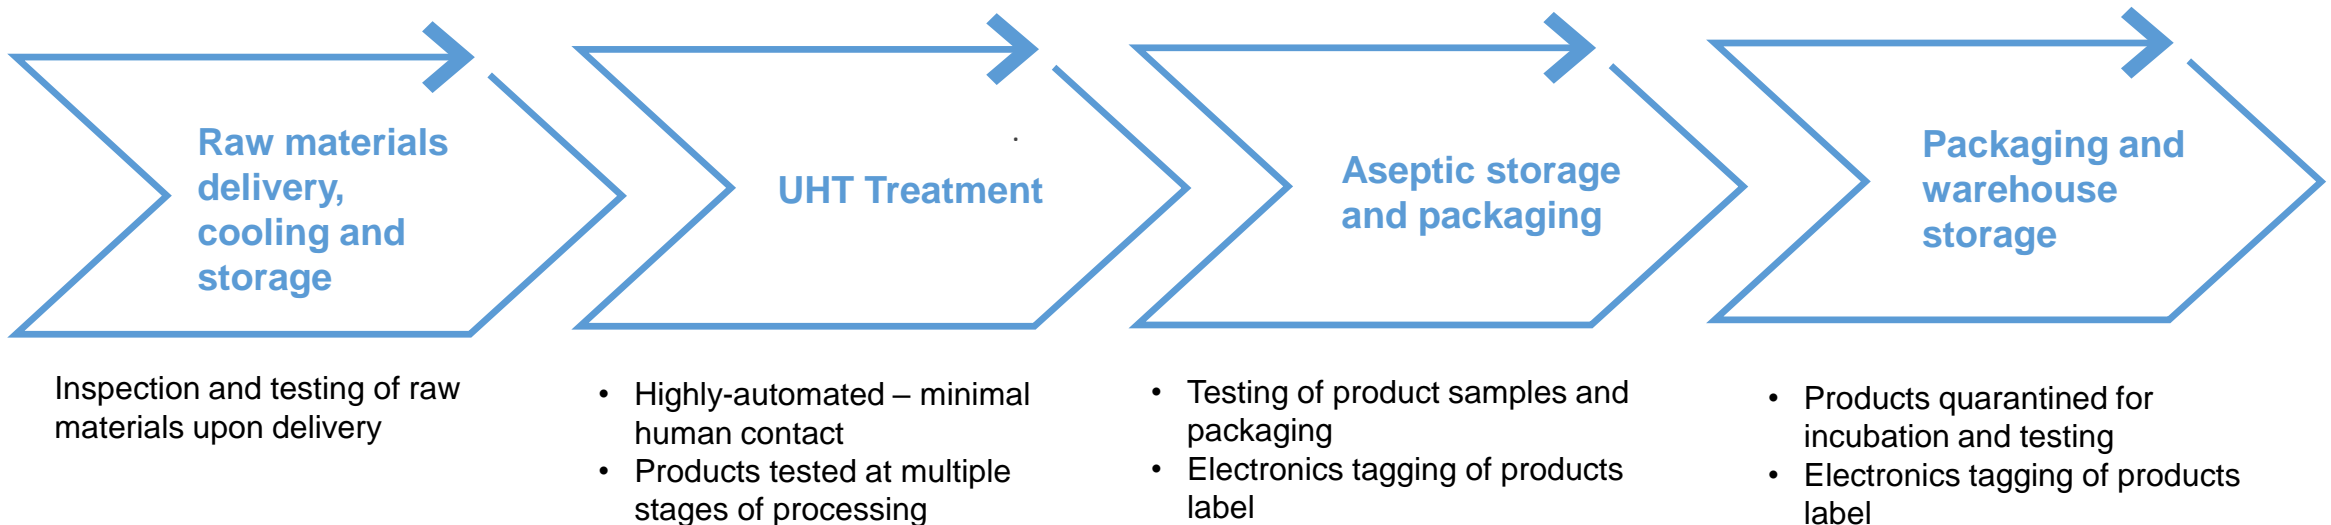 Raw materials
delivery,
cooling and
storage
UHT Treatment
.
Aseptic storage
and packaging
Packaging and
warehouse
storage
Inspection and testing of raw
materials upon delivery
• Highly-automated – minimal
human contact
• Products tested at multiple
stages of processing
• Testing of product samples and
packaging
• Electronics tagging of products
label
• Products quarantined for
incubation and testing
• Electronics tagging of products
label